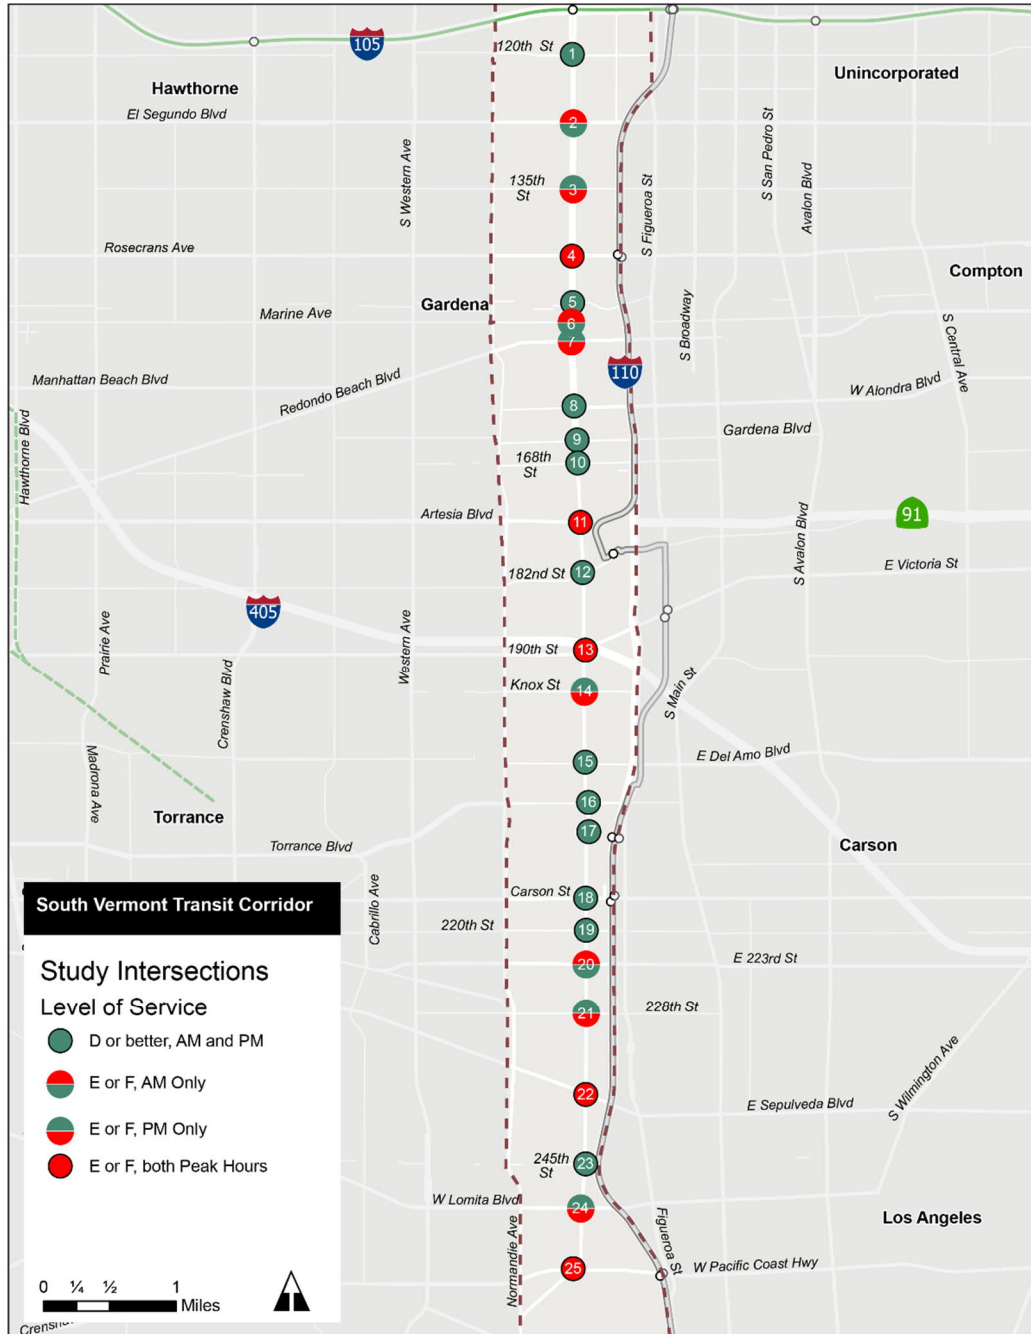 105
120th St
1
Hawthorne
Unincorporated
El Segundo Blvd
2
S Western Ave
S San Pedro St
Avalon Blvd
135th
St
3
S Figueroa St
Rosecrans Ave
4
Compton
Gardena
5
Marine Ave
6
7
S Broadway
S Central Ave
110
Manhattan Beach Blvd
Redondo Beach Blvd
W Alondra Blvd
8
Hawthorne Blvd
Gardena Blvd
9
168th
St
10
Artesia Blvd
11
91
S Avalon Blvd
182nd St
12
E Victoria St
405
Prairie Ave
Western Ave
190th St
13
Crenshaw Blvd
Knox St
14
S Main St
Madrona Ave
15
E Del Amo Blvd
16
Torrance
17
Torrance Blvd
Carson
Cabrillo Ave
Carson St
18
South Vermont Transit Corridor
220th St
19
20
E 223rd St
Study Intersections
Level of Service
21
228th St
D or better, AM and PM
E or F, AM Only
22
E Sepulveda Blvd
S Wilmington Ave
E or F, PM Only
E or F, both Peak Hours
245th
St
23
W Lomita Blvd
24
Los Angeles
Normandie Ave
Figueroa St
25
W Pacific Coast Hwy
0 ¼ ½ 1
Miles